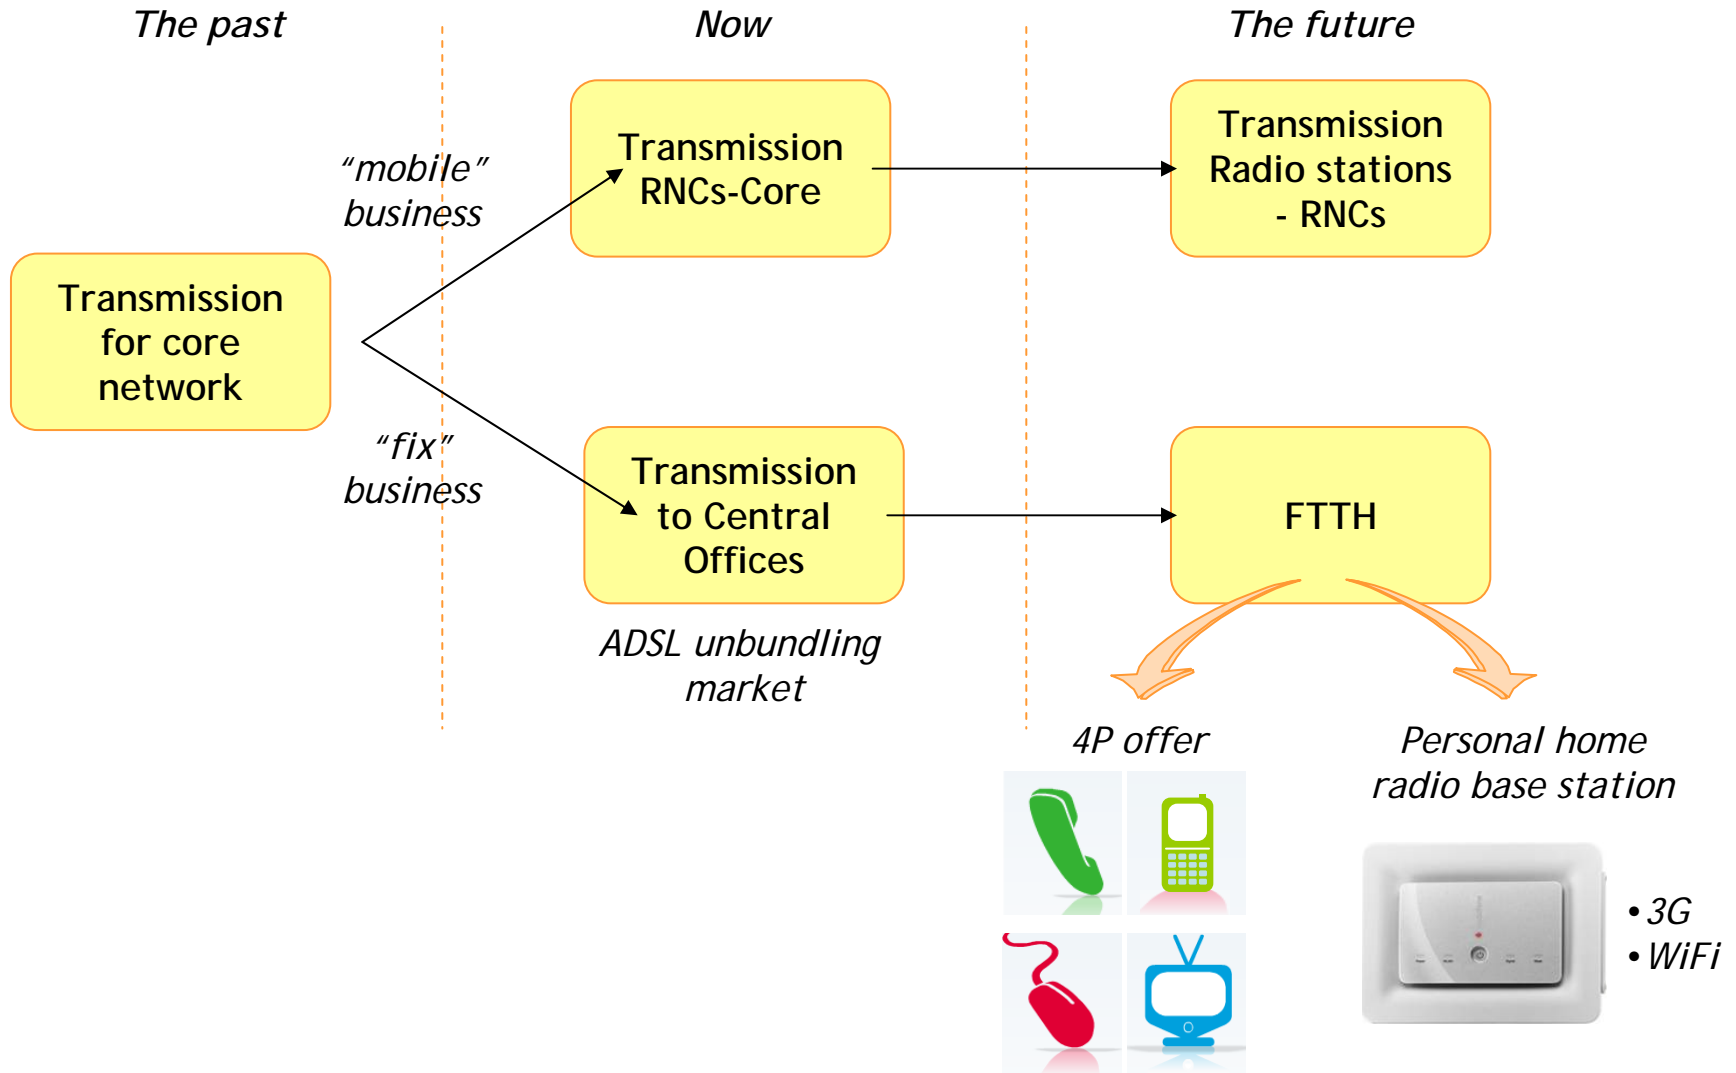 The past
Now
The future
"mobile"
business
Transmission
RNCs-Core
Transmission
Radio stations
- RNCs
Transmission
for core
network
"fix"
business
Transmission
to Central
Offices
FTTH
ADSL unbundling
market
4P offer
Personal home
radio base station
•3G
•WiFi